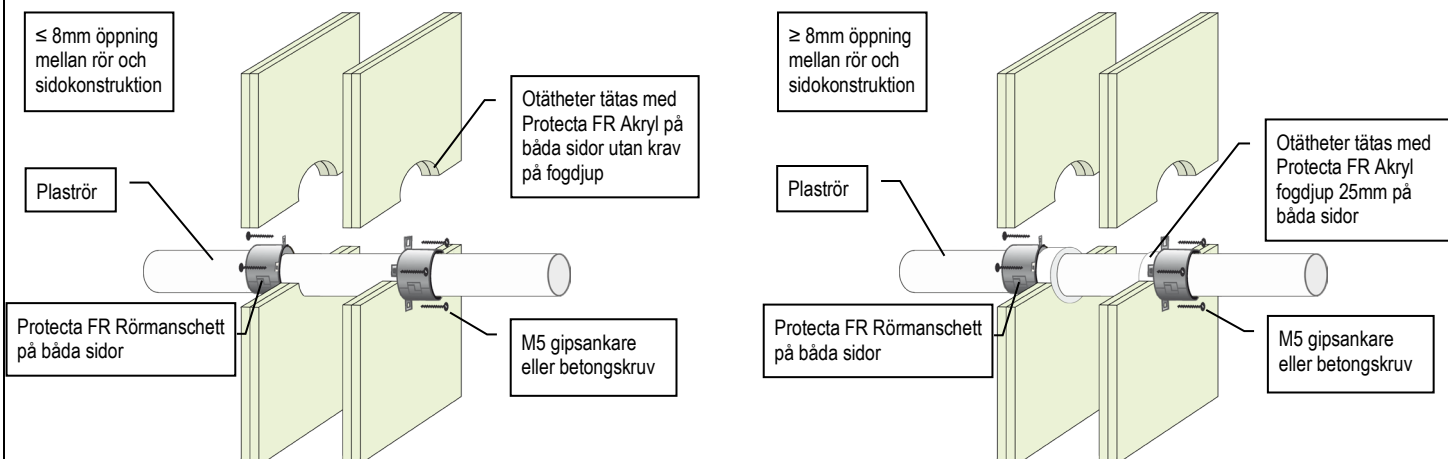 ≤ 8mm öppning
mellan rör och
sidokonstruktion
Otätheter tätas med
Protecta FR Akryl på
båda sidor utan krav
på fogdjup
Plaströr
Protecta FR Rörmanschett
på båda sidor
M5 gipsankare
eller betongskruv
≥ 8mm öppning
mellan rör och
sidokonstruktion
Otätheter tätas med
Protecta FR Akryl
fogdjup 25mm på
båda sidor
Plaströr
Protecta FR Rörmanschett
på båda sidor
M5 gipsankare
eller betongskruv